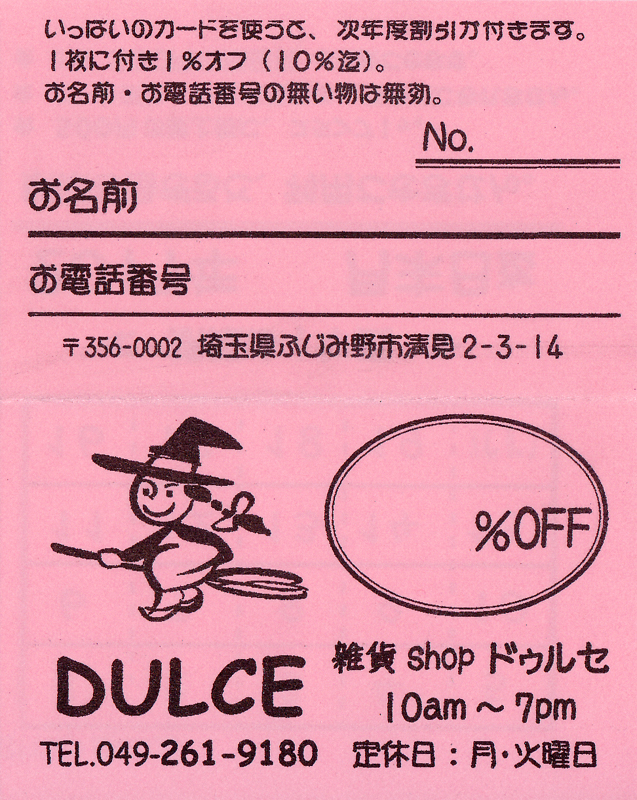 いっぱいのカードを使うと、次年度割引が付きます。
1枚に付き1%オフ（10%迄）。
お名前・お電話番号の無い物は無効。
No.
お名前
お電話番号
〒356-0002 埼玉県ふじみ野市清見2-3-14
%OFF
DULCE
雑貨shopドゥルセ
10am〜7pm
TEL.049-261-9180
定休日：月・火曜日